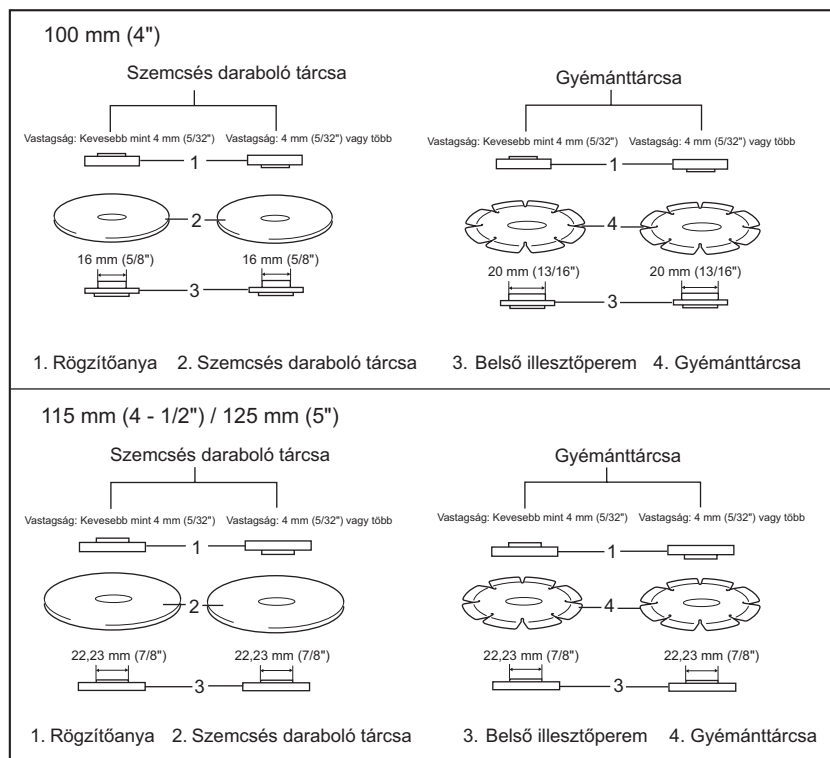 100 mm (4")
Szemcsés daraboló tárcsa
Gyémánttárcsa
Vastagság: Kevesebb mint 4 mm (5/32") Vastagság: 4 mm (5/32") vagy több
Vastagság: Kevesebb mint 4 mm (5/32") Vastagság: 4 mm (5/32") vagy több
1
1
2
4
16 mm (5/8") 16 mm (5/8")
20 mm (13/16") 20 mm (13/16")
3
3
1. Rögzítőanya 2. Szemcsés daraboló tárcsa 3. Belső illesztőperem 4. Gyémánttárcsa
115 mm (4 - 1/2") / 125 mm (5")
Szemcsés daraboló tárcsa
Gyémánttárcsa
Vastagság: Kevesebb mint 4 mm (5/32") Vastagság: 4 mm (5/32") vagy több
Vastagság: Kevesebb mint 4 mm (5/32") Vastagság: 4 mm (5/32") vagy több
1
1
2
4
22,23 mm (7/8") 22,23 mm (7/8")
22,23 mm (7/8") 22,23 mm (7/8")
3
3
1. Rögzítőanya 2. Szemcsés daraboló tárcsa 3. Belső illesztőperem 4. Gyémánttárcsa